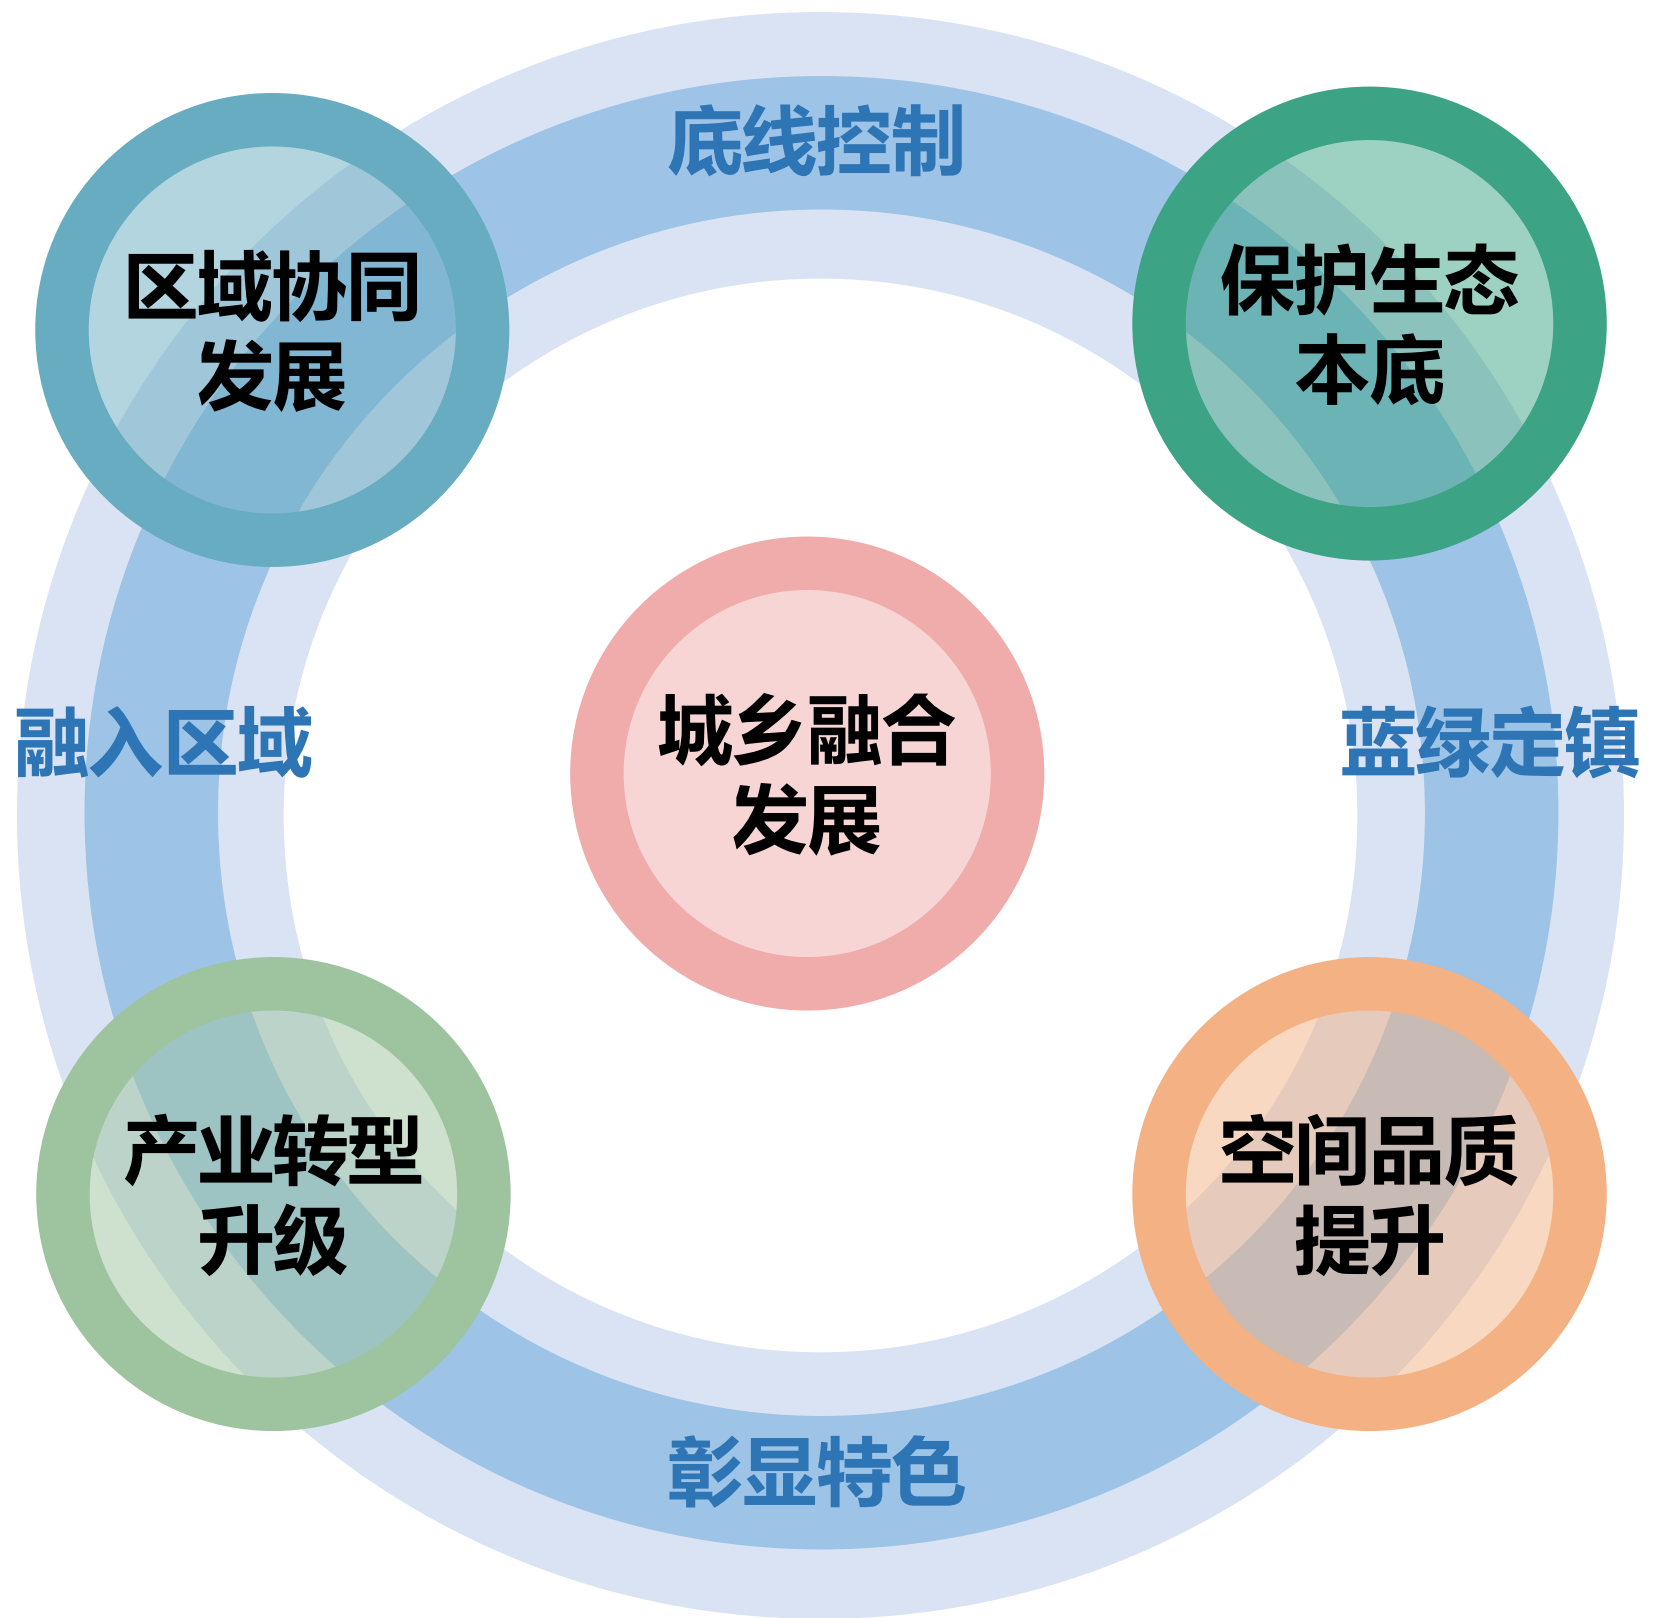 底线控制
区域协同
发展
保护生态
本底
融入区域
城乡融合
发展
蓝绿定镇
产业转型
升级
空间品质
提升
彰显特色